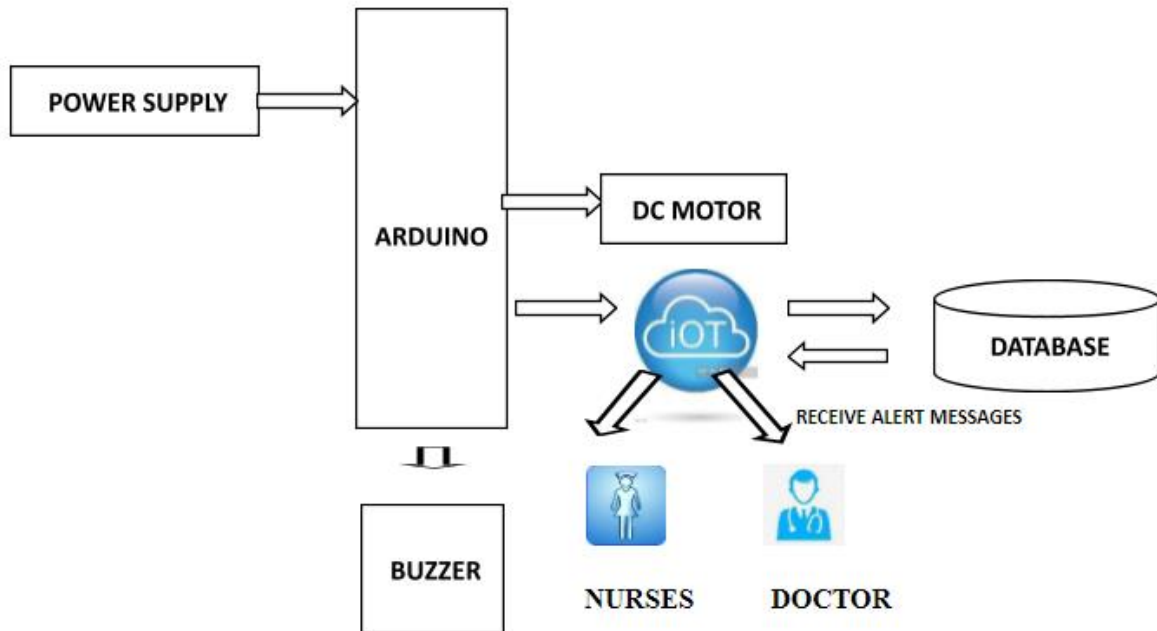 POWER SUPPLY
ARDUINO
DC MOTOR
iOT
DATABASE
RECEIVE ALERT MESSAGES
BUZZER
NURSES
DOCTOR